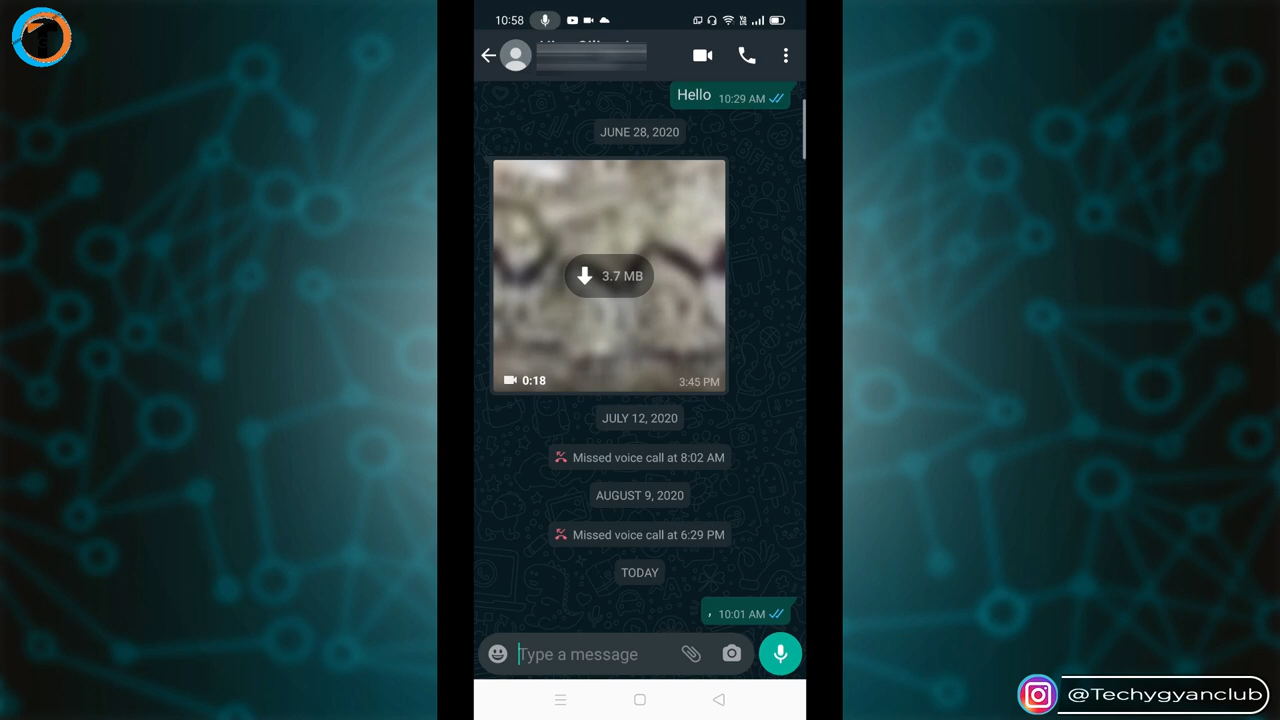 10:58
Hello 10:29 AM
JUNE 28, 2020
3.7 MB
0:18 3:45 PM
JULY 12, 2020
Missed voice call at 8:02 AM
AUGUST 9, 2020
Missed voice call at 6:29 PM
TODAY
, 10:01 AM
Type a message
@Techygyanclub